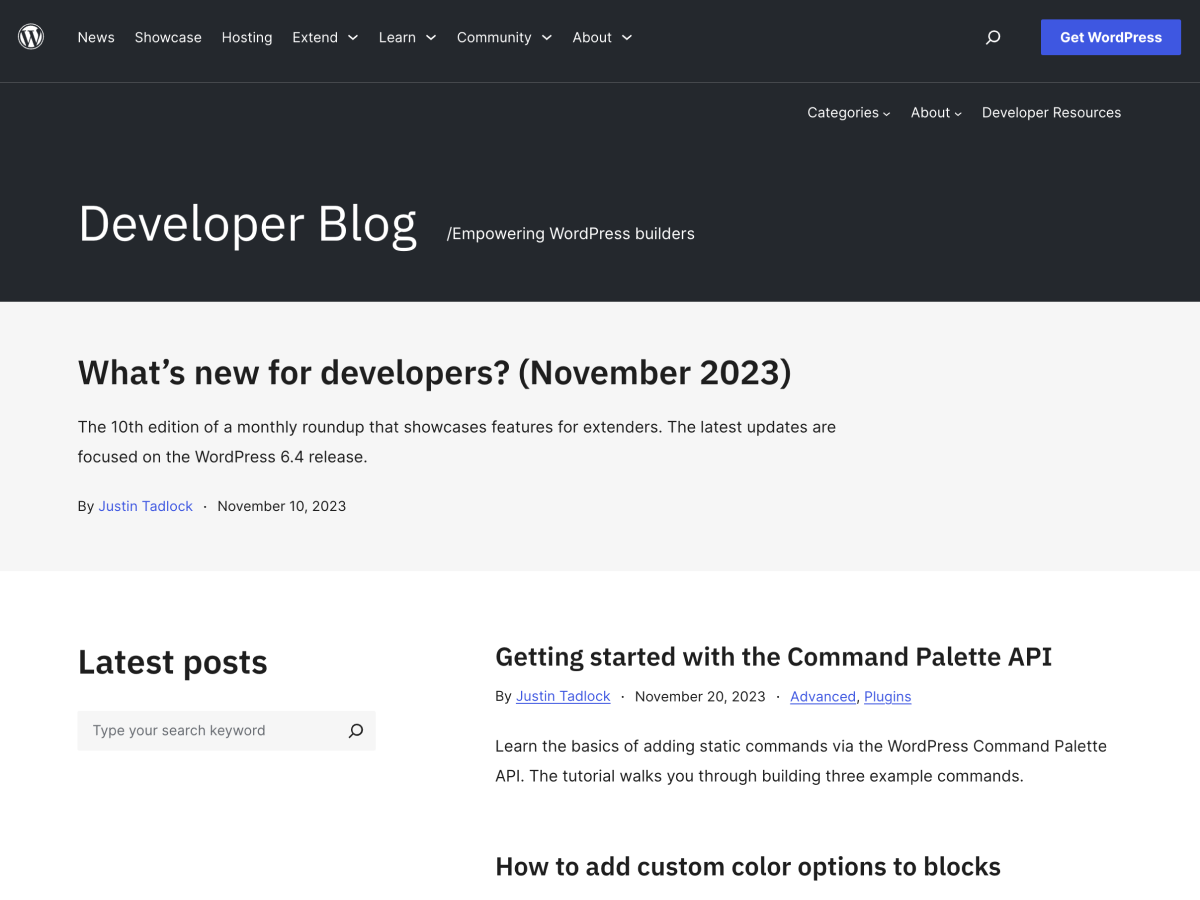 News Showcase Hosting Extend Learn Community About Get WordPress
Categories About Developer Resources
Developer Blog /Empowering WordPress builders
What’s new for developers? (November 2023)
The 10th edition of a monthly roundup that showcases features for extenders. The latest updates are
focused on the WordPress 6.4 release.
By Justin Tadlock · November 10, 2023
Latest posts
Type your search keyword
Getting started with the Command Palette API
By Justin Tadlock · November 20, 2023 · Advanced, Plugins
Learn the basics of adding static commands via the WordPress Command Palette
API. The tutorial walks you through building three example commands.
How to add custom color options to blocks